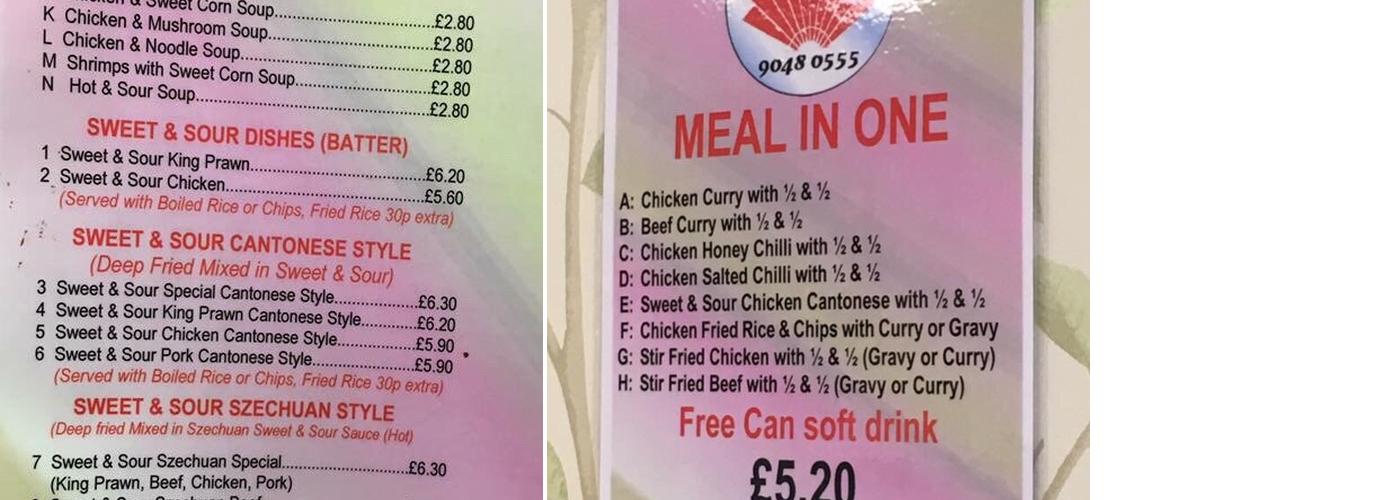 & Sweet Corn Soup....................£2.80
K Chicken & Mushroom Soup....................£2.80
L Chicken & Noodle Soup....................£2.80
M Shrimps with Sweet Corn Soup....................£2.80
N Hot & Sour Soup....................£2.80
SWEET & SOUR DISHES (BATTER)
1 Sweet & Sour King Prawn....................£6.20
2 Sweet & Sour Chicken....................£5.60
(Served with Boiled Rice or Chips, Fried Rice 30p extra)
SWEET & SOUR CANTONESE STYLE
(Deep Fried Mixed in Sweet & Sour)
3 Sweet & Sour Special Cantonese Style....................£6.30
4 Sweet & Sour King Prawn Cantonese Style....................£6.20
5 Sweet & Sour Chicken Cantonese Style....................£5.90
6 Sweet & Sour Pork Cantonese Style....................£5.90
(Served with Boiled Rice or Chips, Fried Rice 30p extra)
SWEET & SOUR SZECHUAN STYLE
(Deep fried Mixed in Szechuan Sweet & Sour Sauce (Hot)
7 Sweet & Sour Szechuan Special....................£6.30
(King Prawn, Beef, Chicken, Pork)
9048 0555
MEAL IN ONE
A: Chicken Curry with ½ & ½
B: Beef Curry with ½ & ½
C: Chicken Honey Chilli with ½ & ½
D: Chicken Salted Chilli with ½ & ½
E: Sweet & Sour Chicken Cantonese with ½ & ½
F: Chicken Fried Rice & Chips with Curry or Gravy
G: Stir Fried Chicken with ½ & ½ (Gravy or Curry)
H: Stir Fried Beef with ½ & ½ (Gravy or Curry)
Free Can soft drink
£5.20